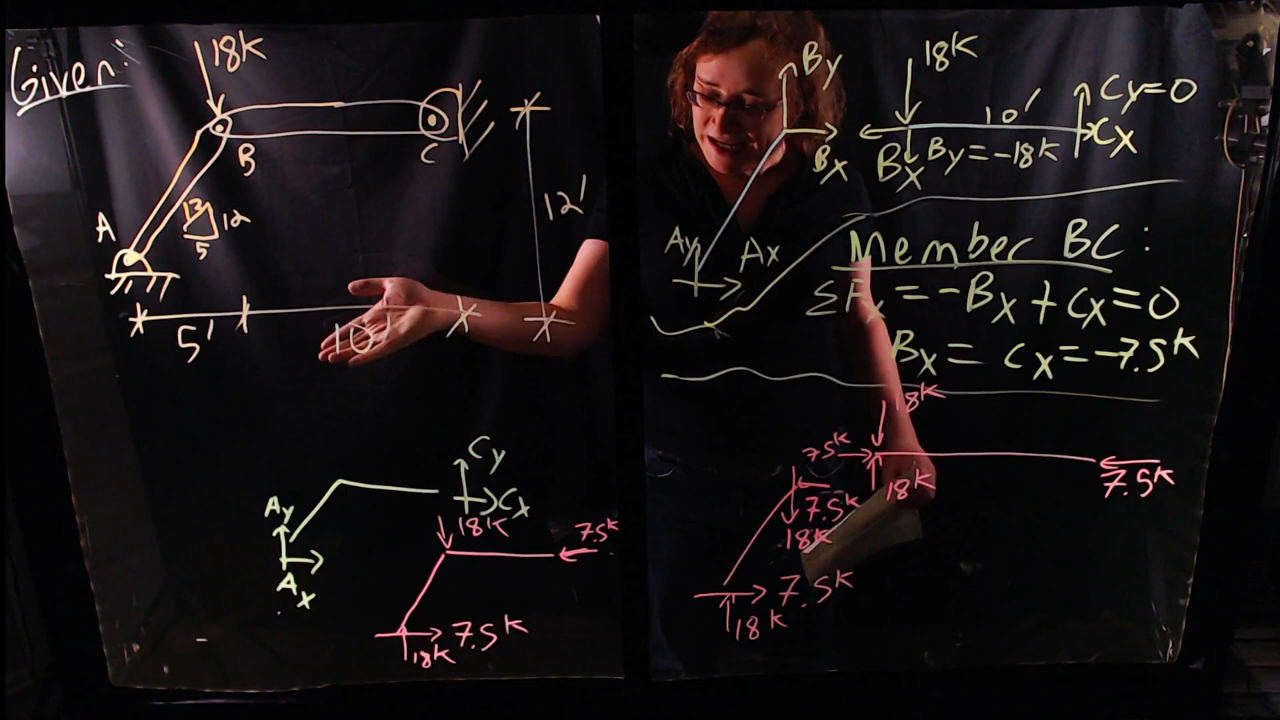 Given:
18K
B
C
12'
A
13
12
5
5'
10'
Cy
Cx
Ay
Ax
18K
7.5K
7.5K
18K
By
Bx
Ay
Ax
18K
10'
Cy=0
Cx
Bx
By=-18K
Member BC:
ΣFx = -Bx + Cx = 0
Bx = Cx = -7.5K
18K
7.5K
18K
7.5K
7.5K
18K
7.5K
18K